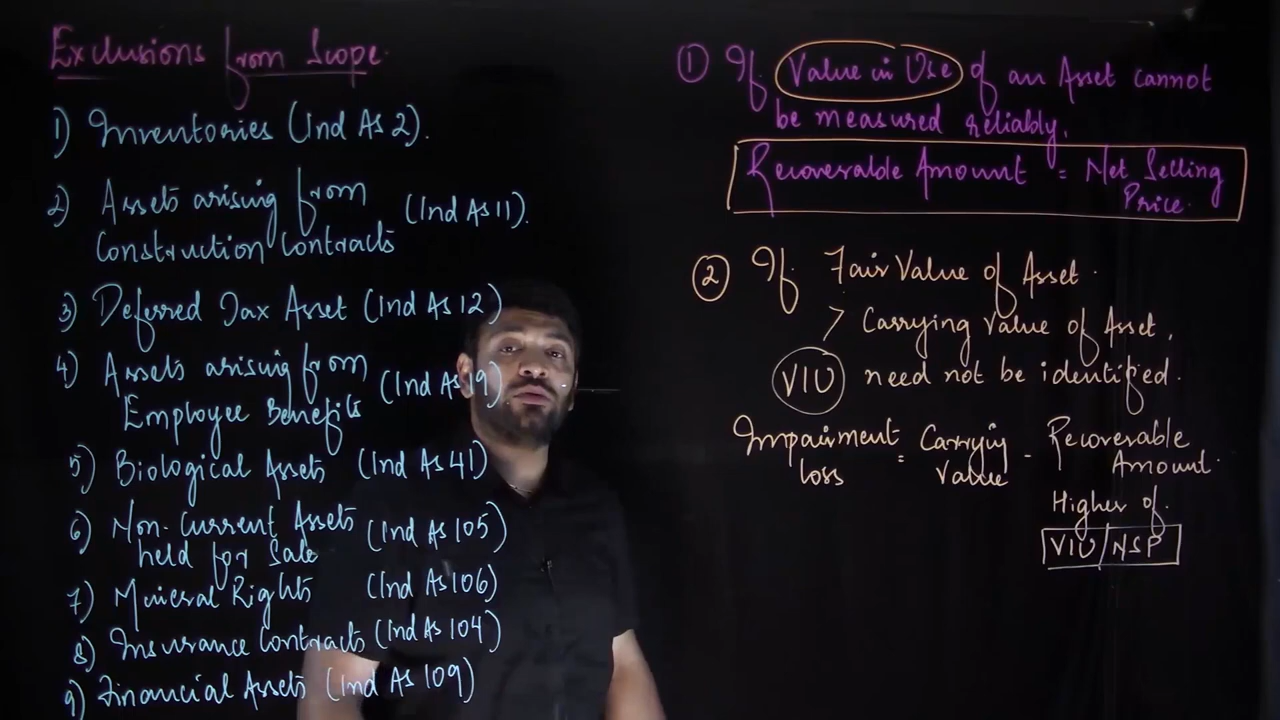 Exclusions from Scope.
1) Inventories (Ind As 2).
2) Assets arising from
Construction Contracts (Ind As 11).
3) Deferred Tax Asset (Ind As 12)
4) Assets arising from
Employee Benefits (Ind As 19)
5) Biological Assets (Ind As 41)
6) Non-Current Assets
held for Sale (Ind As 105)
7) Mineral Rights (Ind As 106)
8) Insurance Contracts (Ind As 104)
9) Financial Assets (Ind As 109)
① If Value in Use of an Asset cannot
be measured reliably,
Recoverable Amount = Net Selling
Price.
② If Fair Value of Asset.
> Carrying Value of Asset,
VIU need not be identified.
Impairment loss = Carrying Value - Recoverable Amount.
Higher of.
VIU/NSP